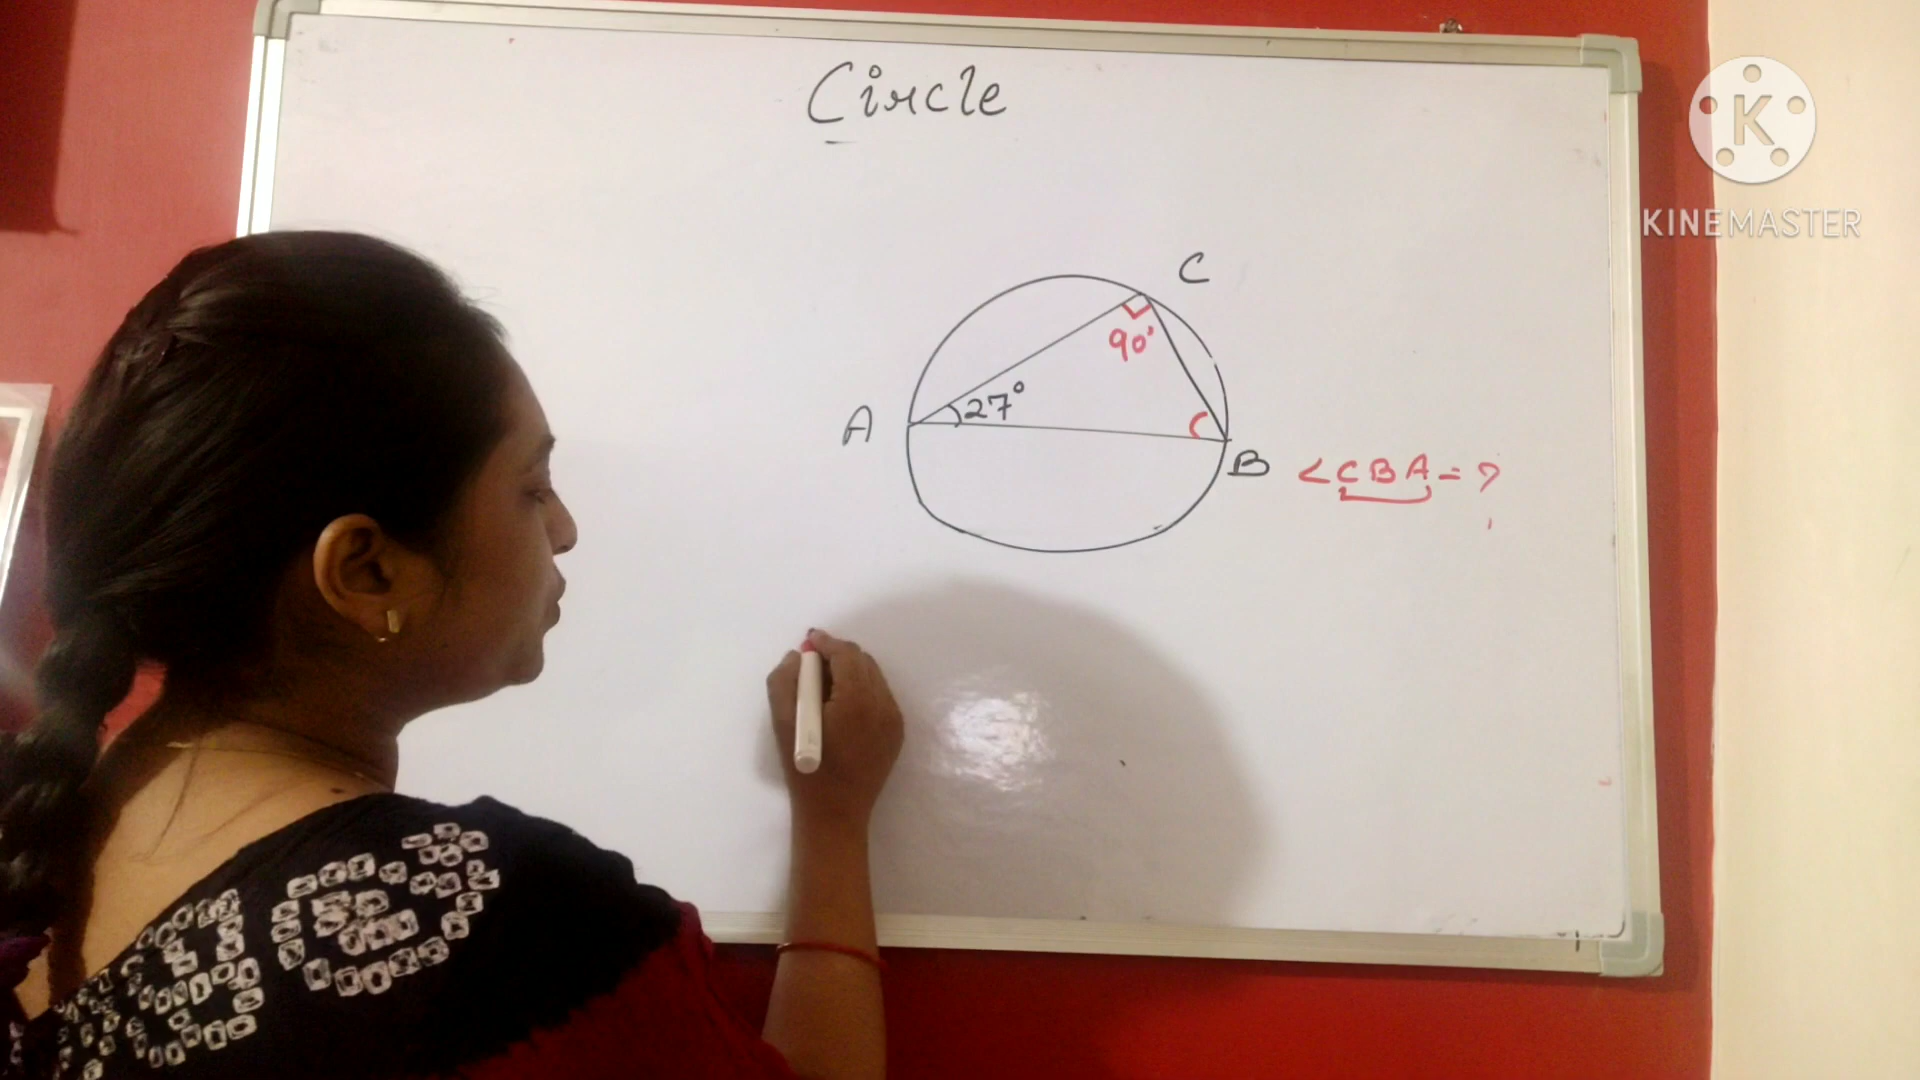 Circle
C
90°
27°
A
B
<CBA = ?
K
KINEMASTER